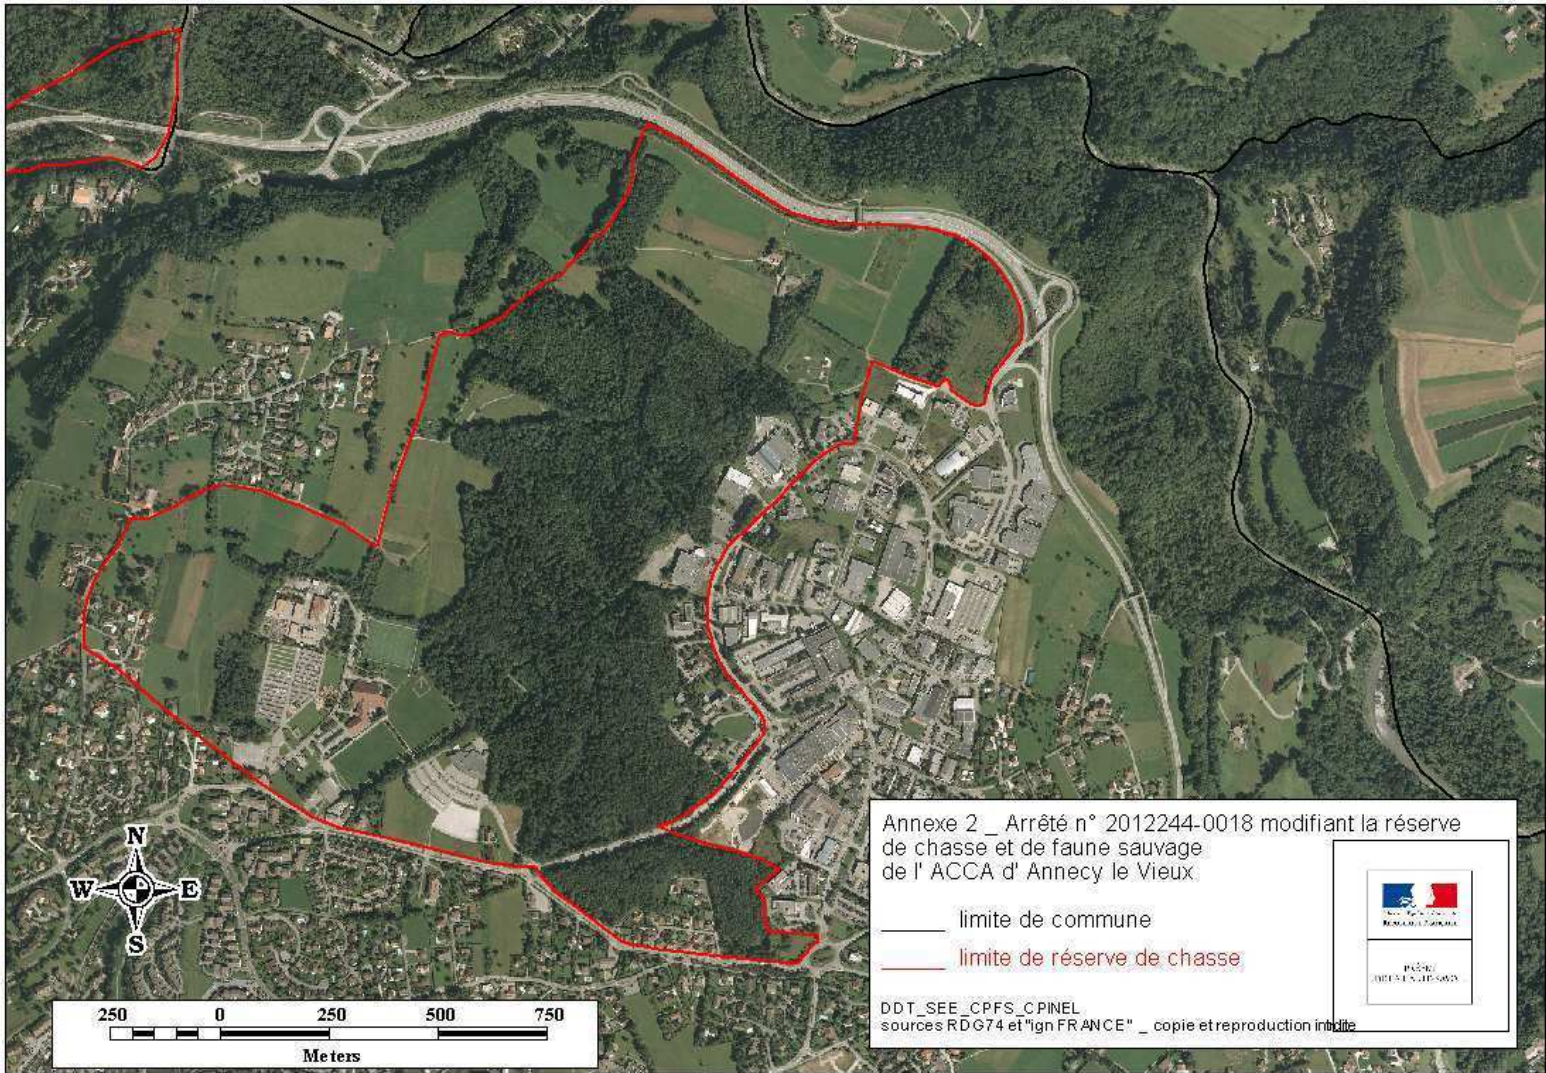 N
W E
S
250 0 250 500 750
Meters
Annexe 2 _ Arrêté n° 2012244-0018 modifiant la réserve
de chasse et de faune sauvage
de l' ACCA d' Annecy le Vieux
limite de commune
limite de réserve de chasse
DDT_SEE_CPFS_CPINEL
sources RDG74 et "ign FRANCE" _ copie et reproduction